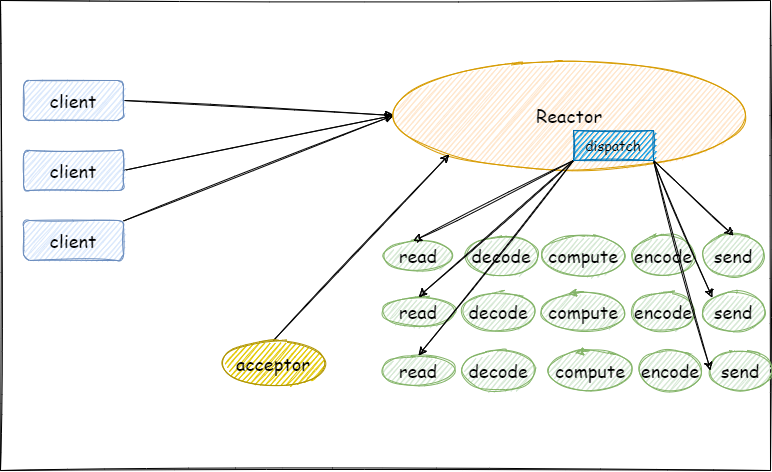 client
client
client
Reactor
dispatch
acceptor
read decode compute encode send
read decode compute encode send
read decode compute encode send